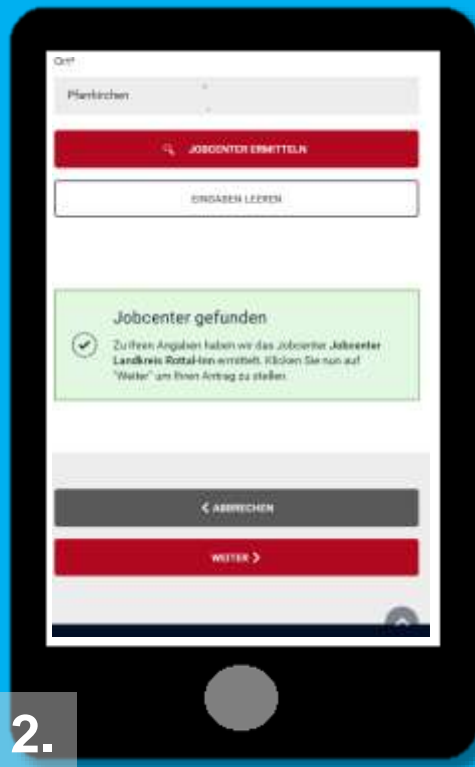 Ort*
Pfarrkirchen
JOBCENTER ERMITTELN
EINGABEN LEEREN
Jobcenter gefunden
Zu Ihren Angaben haben wir das Jobcenter Jobcenter
Landkreis Rottal-Inn ermittelt. Klicken Sie nun auf
"Weiter" um Ihren Antrag zu stellen.
ABBRECHEN
WEITER
2.